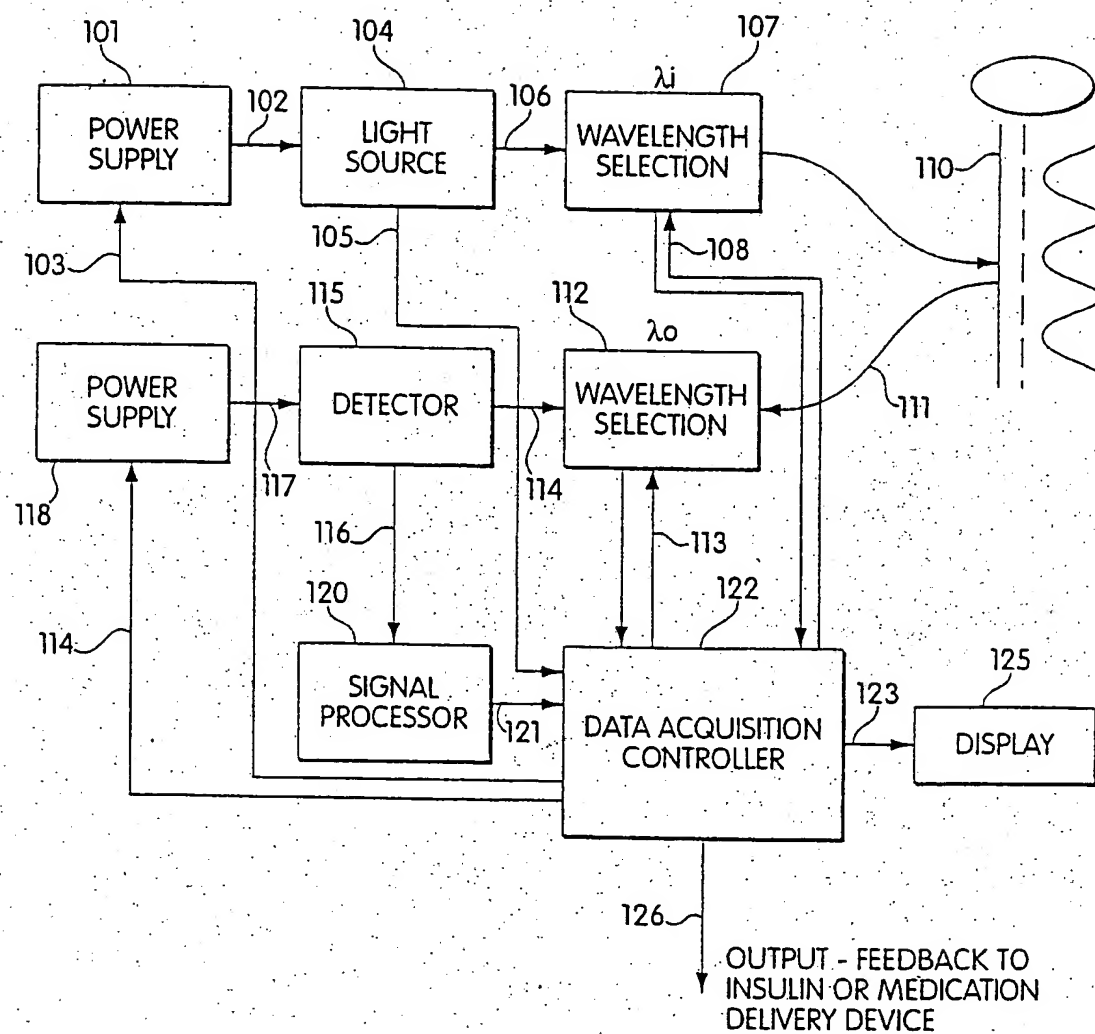 101
104
107
λi
POWER
SUPPLY
102
LIGHT
SOURCE
106
WAVELENGTH
SELECTION
110
103
105
108
115
112
λo
POWER
SUPPLY
DETECTOR
WAVELENGTH
SELECTION
111
118
117
114
116
113
120
122
114
SIGNAL
PROCESSOR
121
DATA ACQUISITION
CONTROLLER
123
125
DISPLAY
126
OUTPUT - FEEDBACK TO
INSULIN OR MEDICATION
DELIVERY DEVICE